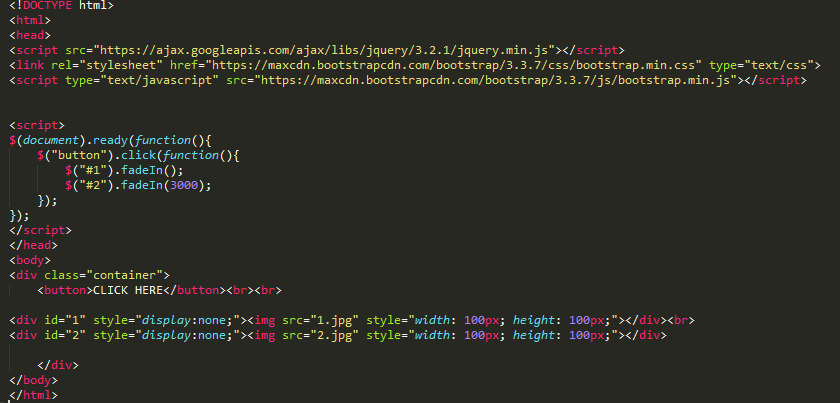 <!DOCTYPE html>
<html>
<head>
<script src="https://ajax.googleapis.com/ajax/libs/jquery/3.2.1/jquery.min.js"></script>
<link rel="stylesheet" href="https://maxcdn.bootstrapcdn.com/bootstrap/3.3.7/css/bootstrap.min.css" type="text/css">
<script type="text/javascript" src="https://maxcdn.bootstrapcdn.com/bootstrap/3.3.7/js/bootstrap.min.js"></script>
<script>
$(document).ready(function(){
    $("button").click(function(){
        $("#1").fadeIn();
        $("#2").fadeIn(3000);
    });
});
</script>
</head>
<body>
<div class="container">
    <button>CLICK HERE</button><br><br>
<div id="1" style="display:none;"><img src="1.jpg" style="width: 100px; height: 100px;"></div><br>
<div id="2" style="display:none;"><img src="2.jpg" style="width: 100px; height: 100px;"></div>
    </div>
</body>
</html>